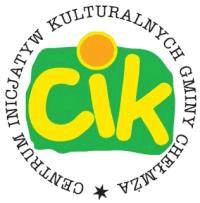 CENTRUM INICJATYW KULTURALNYCH GMINY CHEŁMŻA
cik